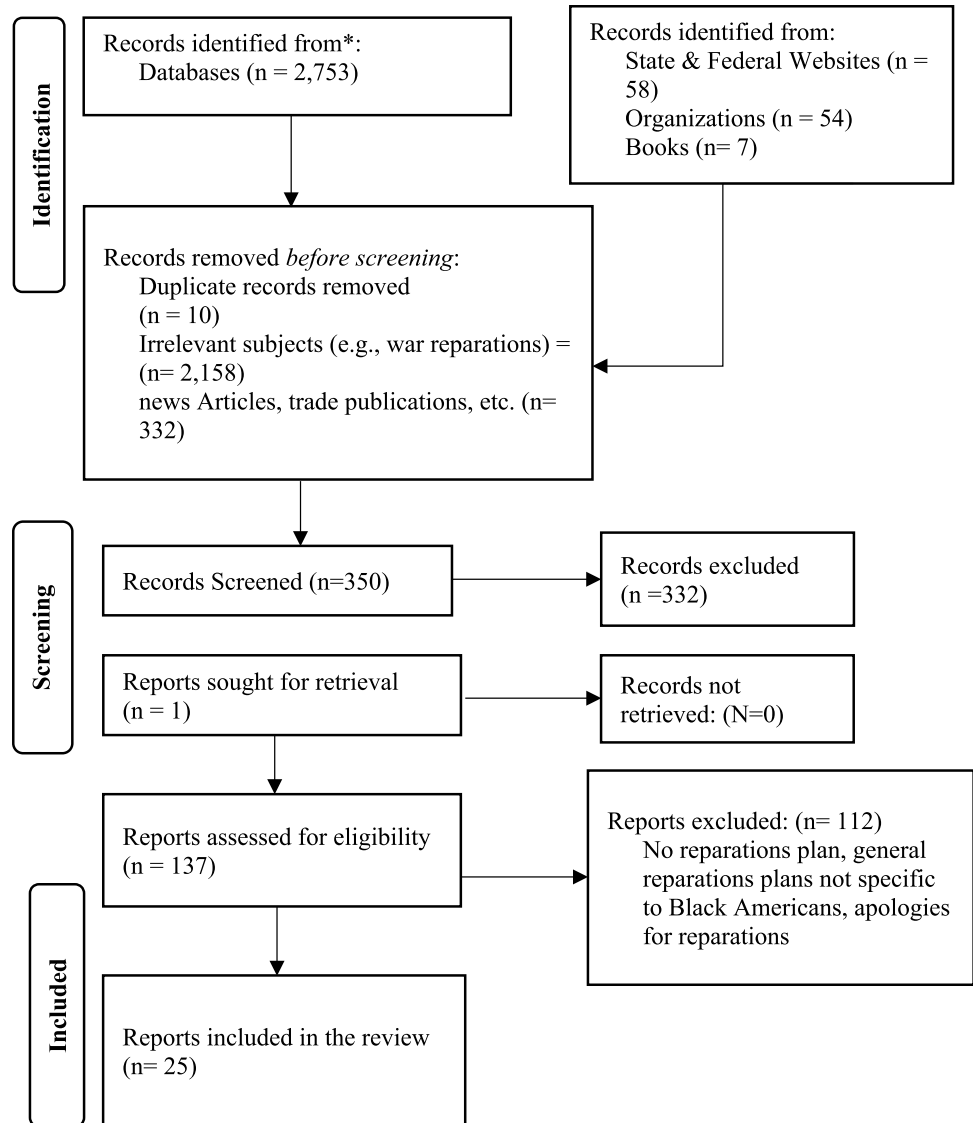 Identification
Records identified from*:
Databases (n = 2,753)
Records identified from:
State & Federal Websites (n =
58)
Organizations (n = 54)
Books (n= 7)
Records removed before screening:
Duplicate records removed
(n = 10)
Irrelevant subjects (e.g., war reparations) =
(n= 2,158)
news Articles, trade publications, etc. (n=
332)
Screening
Records Screened (n=350)
Records excluded
(n =332)
Reports sought for retrieval
(n = 1)
Records not
retrieved: (N=0)
Reports assessed for eligibility
(n = 137)
Reports excluded: (n= 112)
No reparations plan, general
reparations plans not specific
to Black Americans, apologies
for reparations
Included
Reports included in the review
(n= 25)